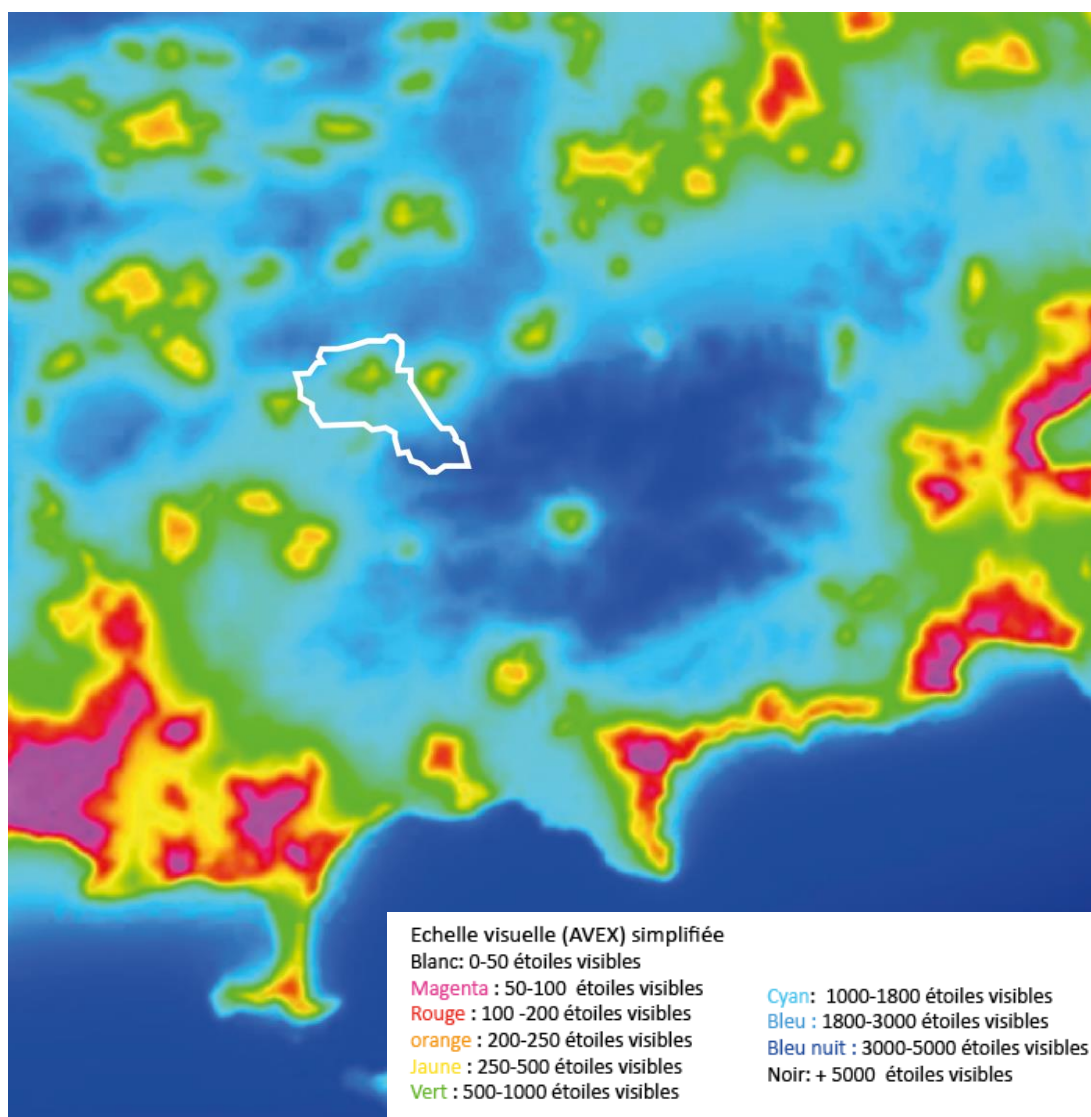 Echelle visuelle (AVEX) simplifiée
Blanc: 0-50 étoiles visibles
Magenta : 50-100 étoiles visibles
Rouge : 100 -200 étoiles visibles
orange : 200-250 étoiles visibles
Jaune : 250-500 étoiles visibles
Vert : 500-1000 étoiles visibles
Cyan: 1000-1800 étoiles visibles
Bleu : 1800-3000 étoiles visibles
Bleu nuit : 3000-5000 étoiles visibles
Noir: + 5000 étoiles visibles